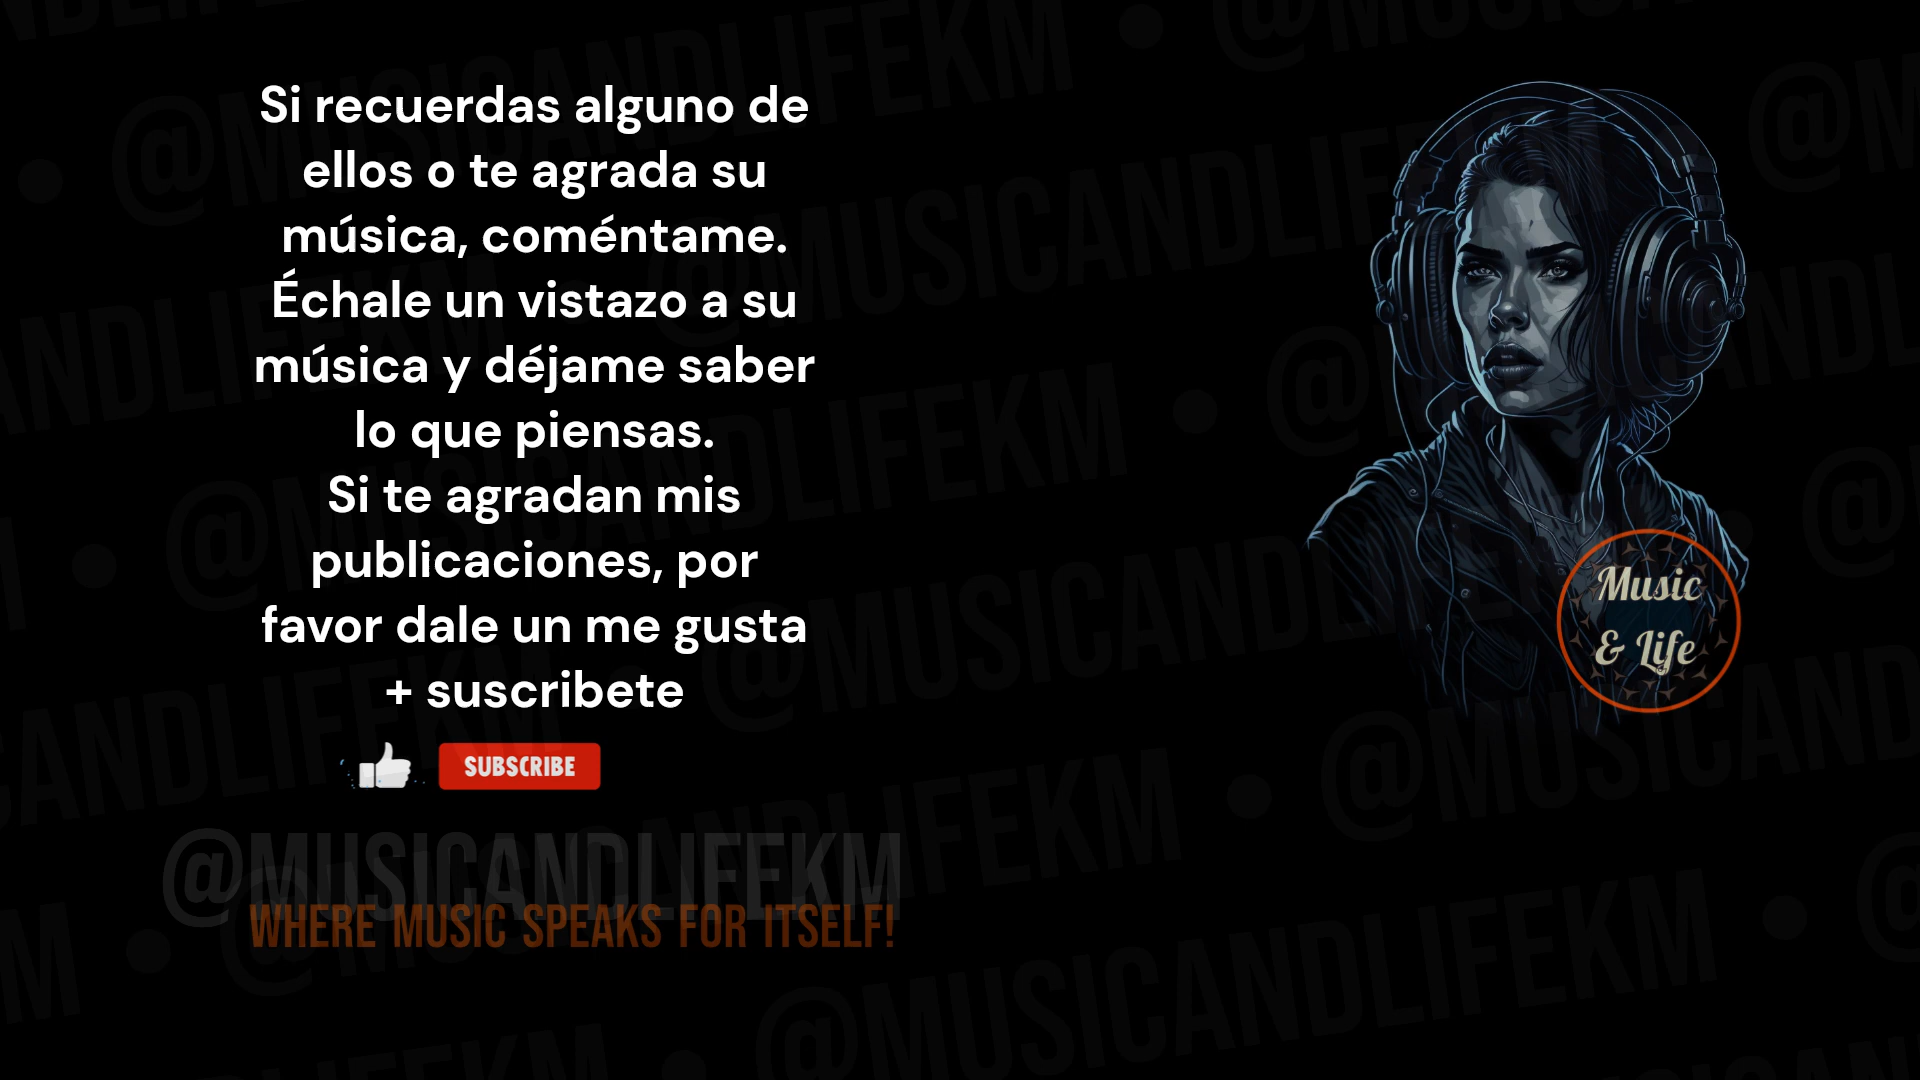 Si recuerdas alguno de
ellos o te agrada su
música, coméntame.
Échale un vistazo a su
música y déjame saber
lo que piensas.
Si te agradan mis
publicaciones, por
favor dale un me gusta
+ suscribete
SUBSCRIBE
@MUSICANDLIFEKM
WHERE MUSIC SPEAKS FOR ITSELF!
Music
& Life